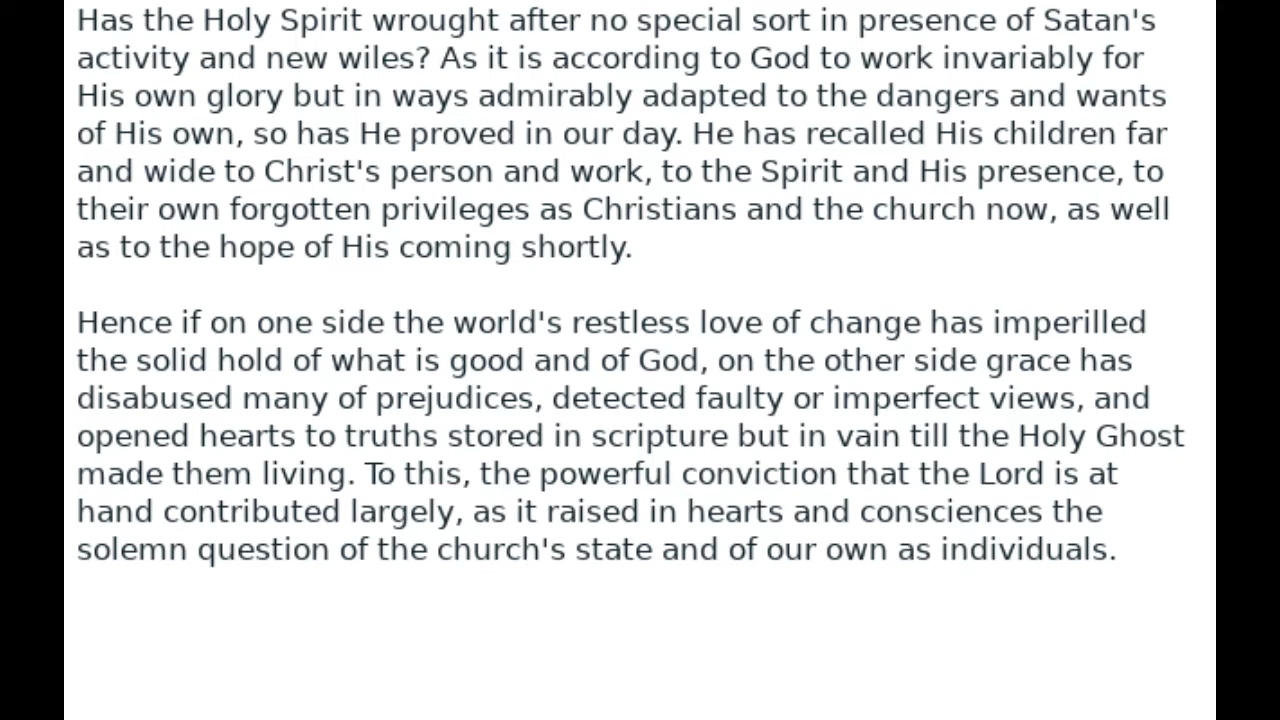 Has the Holy Spirit wrought after no special sort in presence of Satan's
activity and new wiles? As it is according to God to work invariably for
His own glory but in ways admirably adapted to the dangers and wants
of His own, so has He proved in our day. He has recalled His children far
and wide to Christ's person and work, to the Spirit and His presence, to
their own forgotten privileges as Christians and the church now, as well
as to the hope of His coming shortly.
Hence if on one side the world's restless love of change has imperilled
the solid hold of what is good and of God, on the other side grace has
disabused many of prejudices, detected faulty or imperfect views, and
opened hearts to truths stored in scripture but in vain till the Holy Ghost
made them living. To this, the powerful conviction that the Lord is at
hand contributed largely, as it raised in hearts and consciences the
solemn question of the church's state and of our own as individuals.